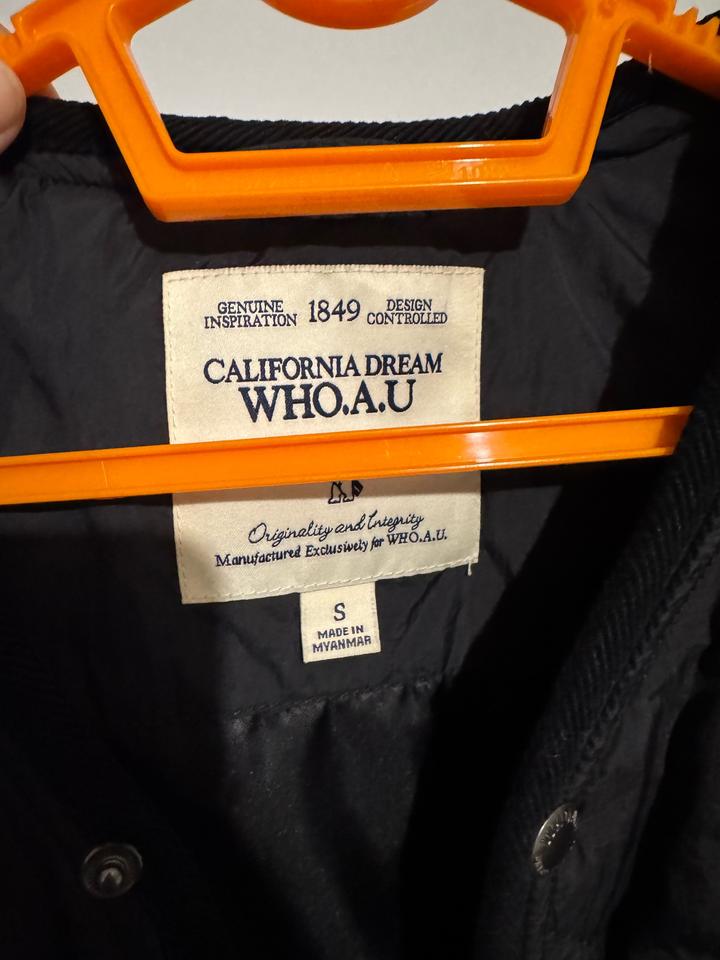 GENUINE INSPIRATION 1849 DESIGN CONTROLLED
CALIFORNIA DREAM
WHO.A.U
Originality and Integrity
Manufactured Exclusively for WHO.A.U.
S
MADE IN
MYANMAR